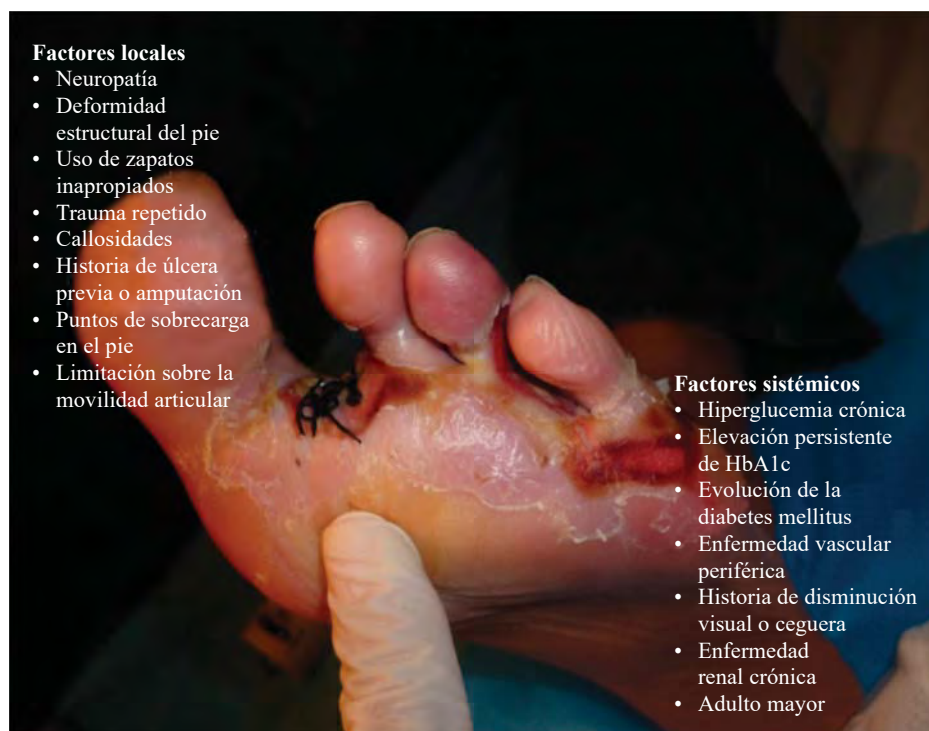 Factores locales
• Neuropatía
• Deformidad
estructural del pie
• Uso de zapatos
inapropiados
• Trauma repetido
• Callosidades
• Historia de úlcera
previa o amputación
• Puntos de sobrecarga
en el pie
• Limitación sobre la
movilidad articular
Factores sistémicos
• Hiperglucemia crónica
• Elevación persistente
de HbA1c
• Evolución de la
diabetes mellitus
• Enfermedad vascular
periférica
• Historia de disminución
visual o ceguera
• Enfermedad
renal crónica
• Adulto mayor